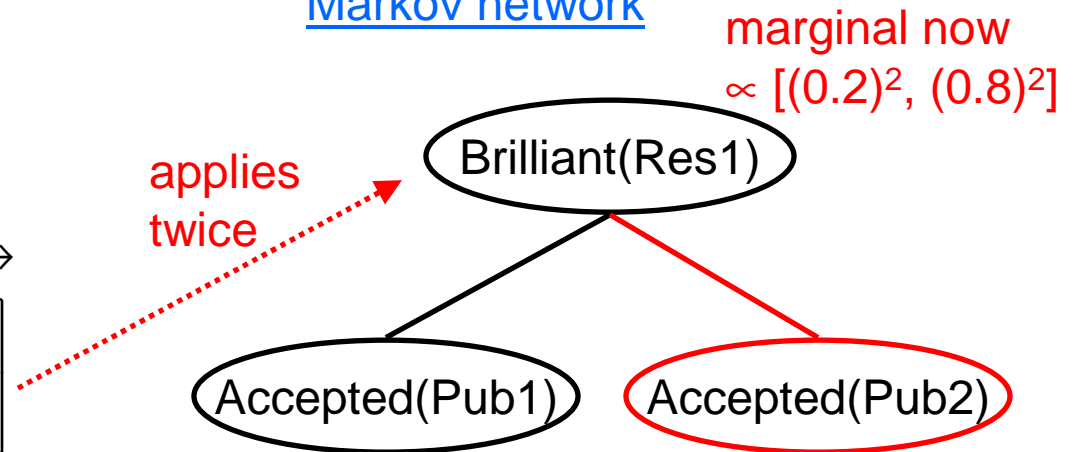 Markov network
marginal now
∝ [(0.2)², (0.8)²]
Brilliant(Res1)
applies
twice
→
Accepted(Pub1) Accepted(Pub2)